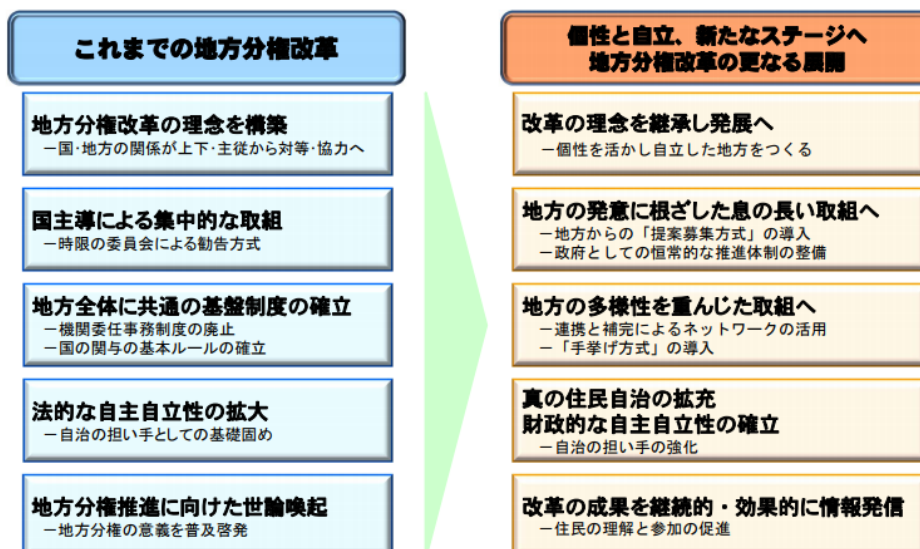 これまでの地方分権改革
地方分権改革の理念を構築
－国・地方の関係が上下・主従から対等・協力へ
国主導による集中的な取組
－時限の委員会による勧告方式
地方全体に共通の基盤制度の確立
－機関委任事務制度の廃止
－国の関与の基本ルールの確立
法的な自主自立性の拡大
－自治の担い手としての基礎固め
地方分権推進に向けた世論喚起
－地方分権の意義を普及啓発
個性と自立、新たなステージへ
地方分権改革の更なる展開
改革の理念を継承し発展へ
－個性を活かし自立した地方をつくる
地方の発意に根ざした息の長い取組へ
－地方からの「提案募集方式」の導入
－政府としての恒常的な推進体制の整備
地方の多様性を重んじた取組へ
－連携と補完によるネットワークの活用
－「手挙げ方式」の導入
真の住民自治の拡充
財政的な自主自立性の確立
－自治の担い手の強化
改革の成果を継続的・効果的に情報発信
－住民の理解と参加の促進